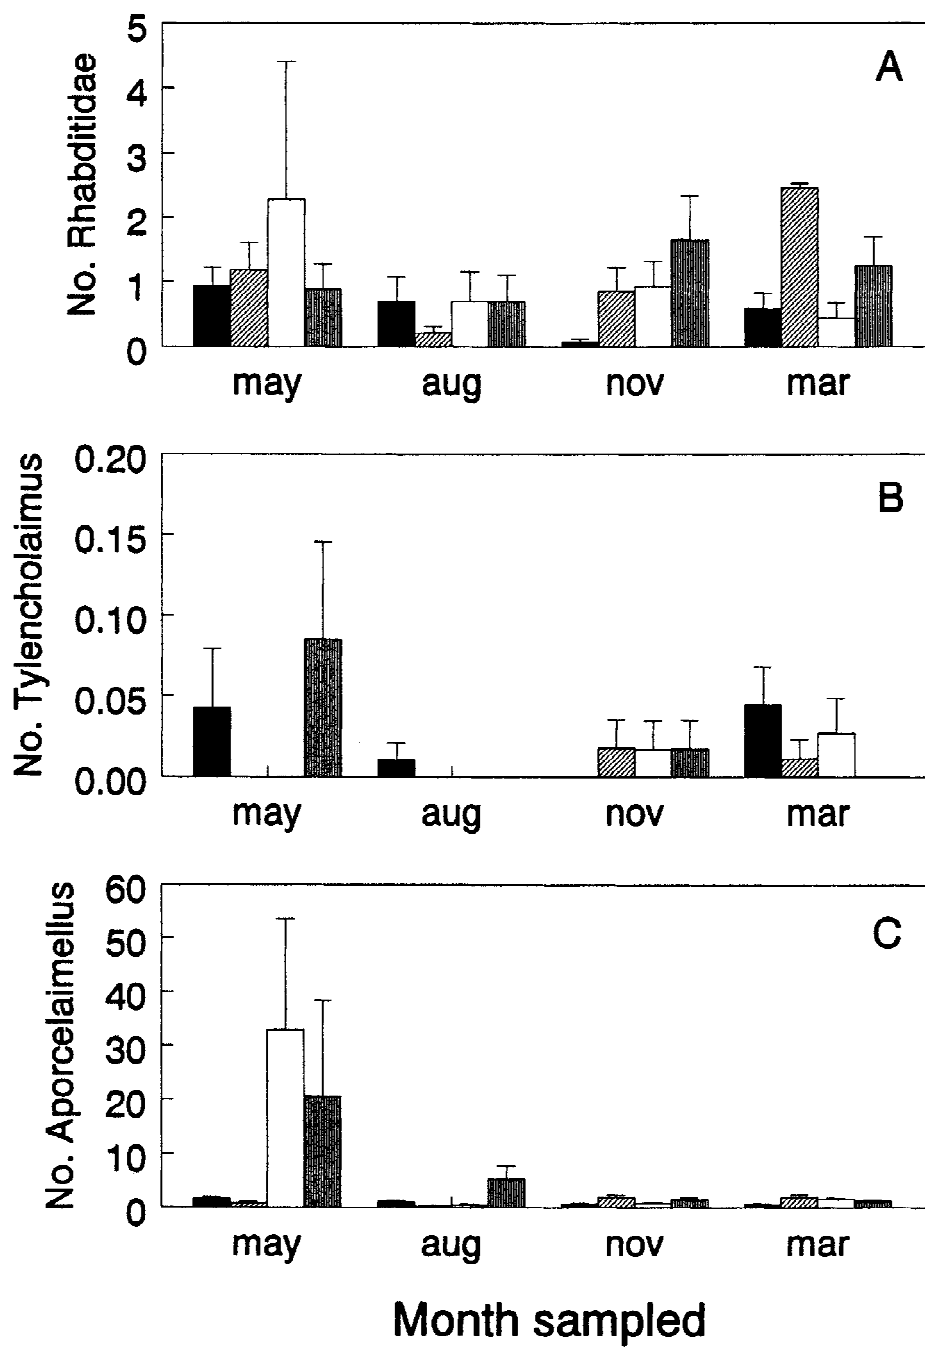 No. Rhabditidae
5
4
3
2
1
0
A
may aug nov mar
No. Tylencholaimus
0.20
0.15
0.10
0.05
0.00
B
may aug nov mar
No. Aporcelaimellus
60
50
40
30
20
10
0
C
may aug nov mar
Month sampled